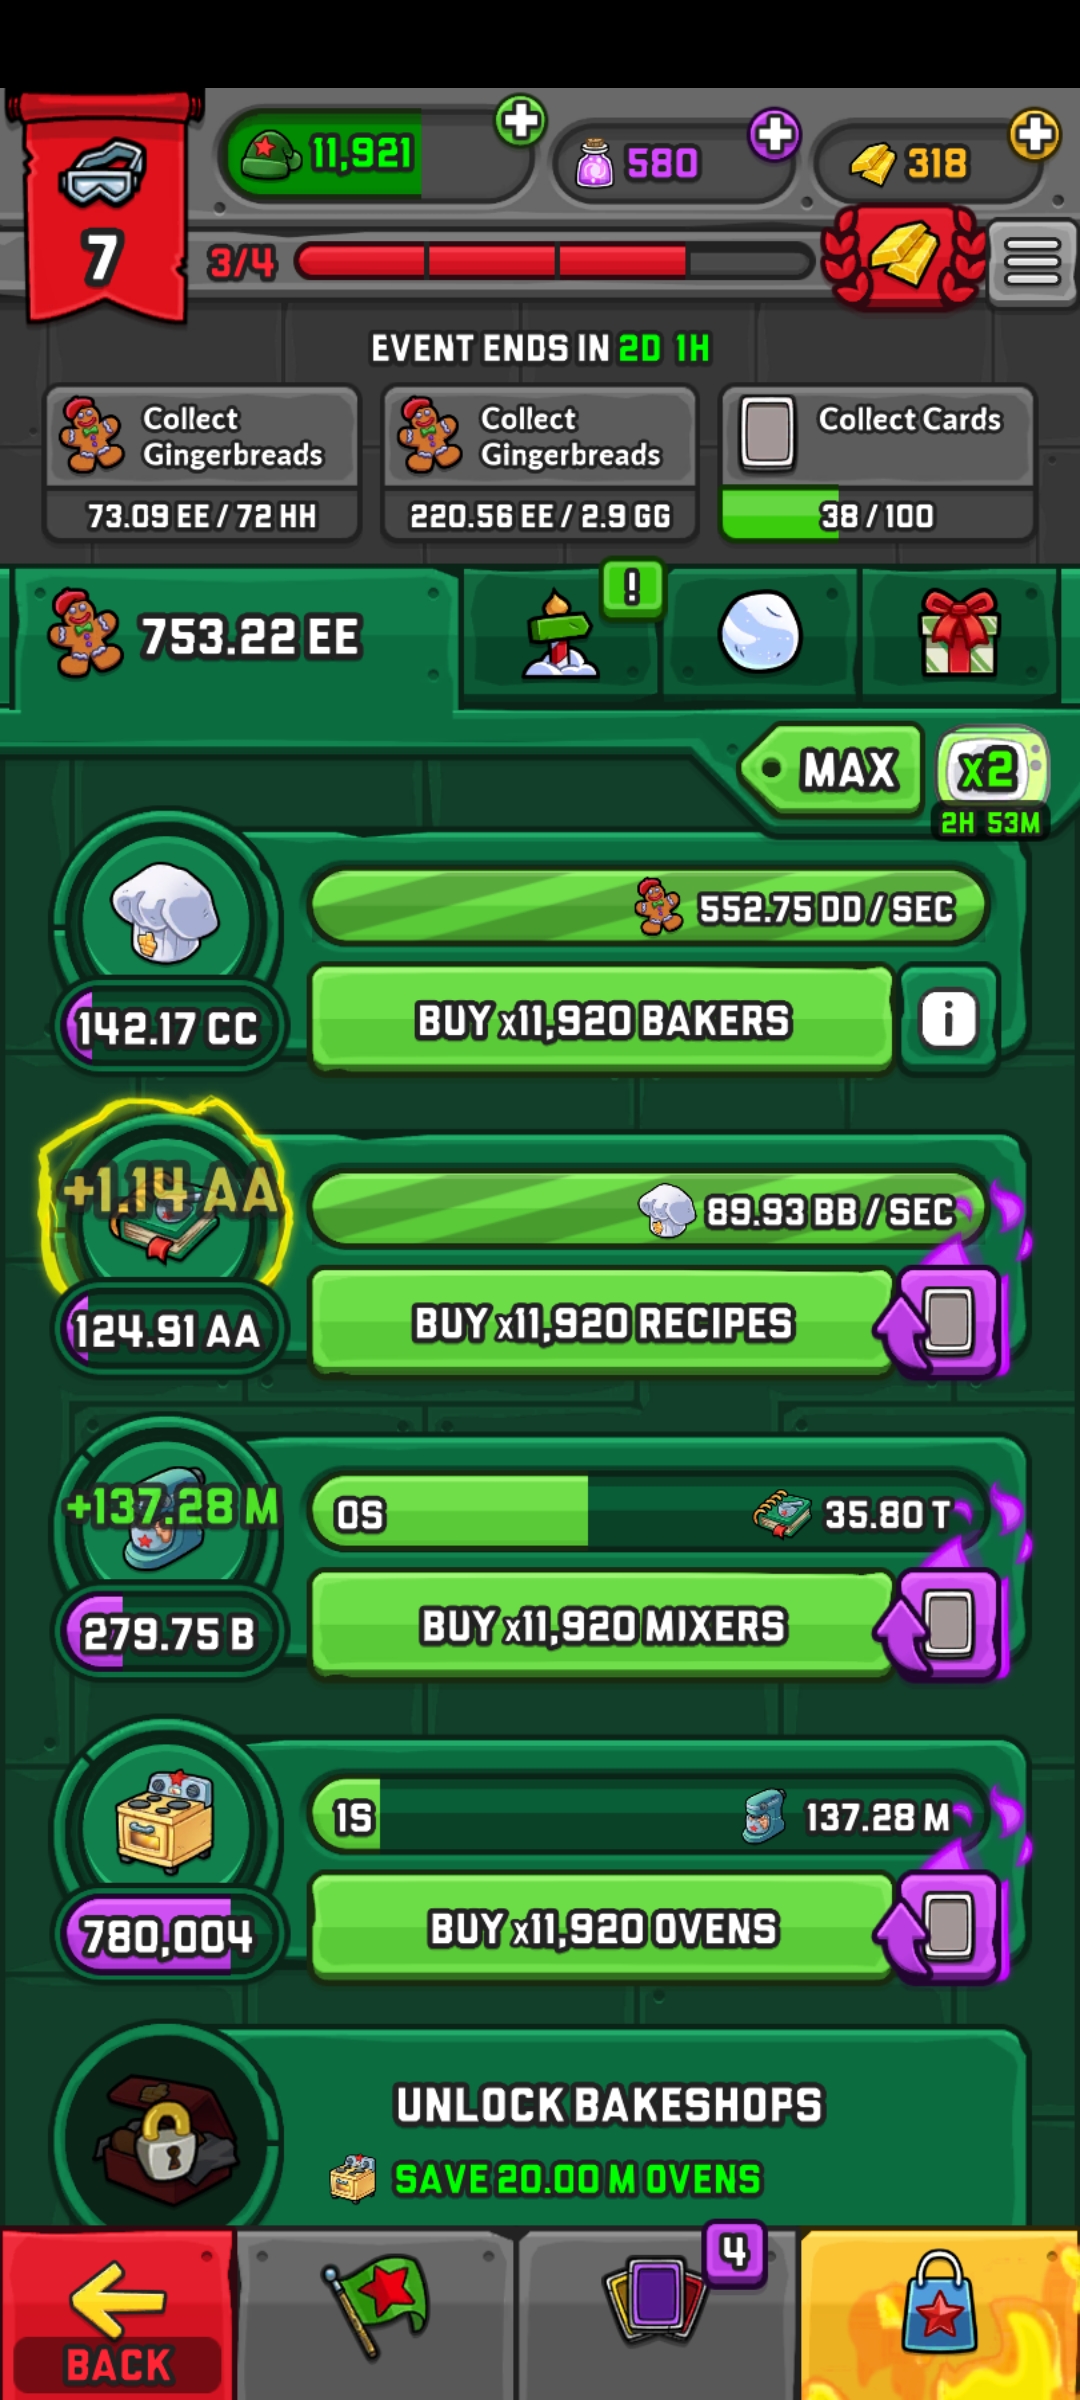 11,921
580
318
7
3/4
EVENT ENDS IN 2D 1H
Collect
Gingerbreads
73.09 EE / 72 HH
Collect
Gingerbreads
220.56 EE / 2.9 GG
Collect Cards
38 / 100
753.22 EE
!
MAX
x2
2H 53M
552.75 DD / SEC
142.17 CC
BUY x11,920 BAKERS
i
+1.14 AA
89.93 BB / SEC
124.91 AA
BUY x11,920 RECIPES
+137.28 M
0S
35.80 T
279.75 B
BUY x11,920 MIXERS
1S
137.28 M
780,004
BUY x11,920 OVENS
UNLOCK BAKESHOPS
SAVE 20.00 M OVENS
4
BACK